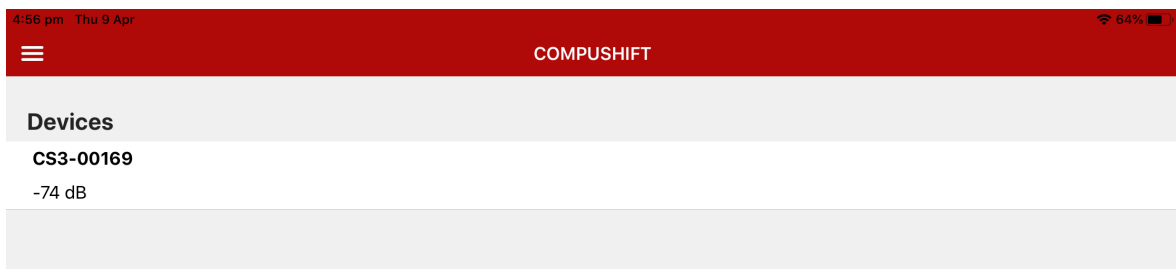 4:56 pm Thu 9 Apr 64%
COMPUSHIFT
Devices
CS3-00169
-74 dB